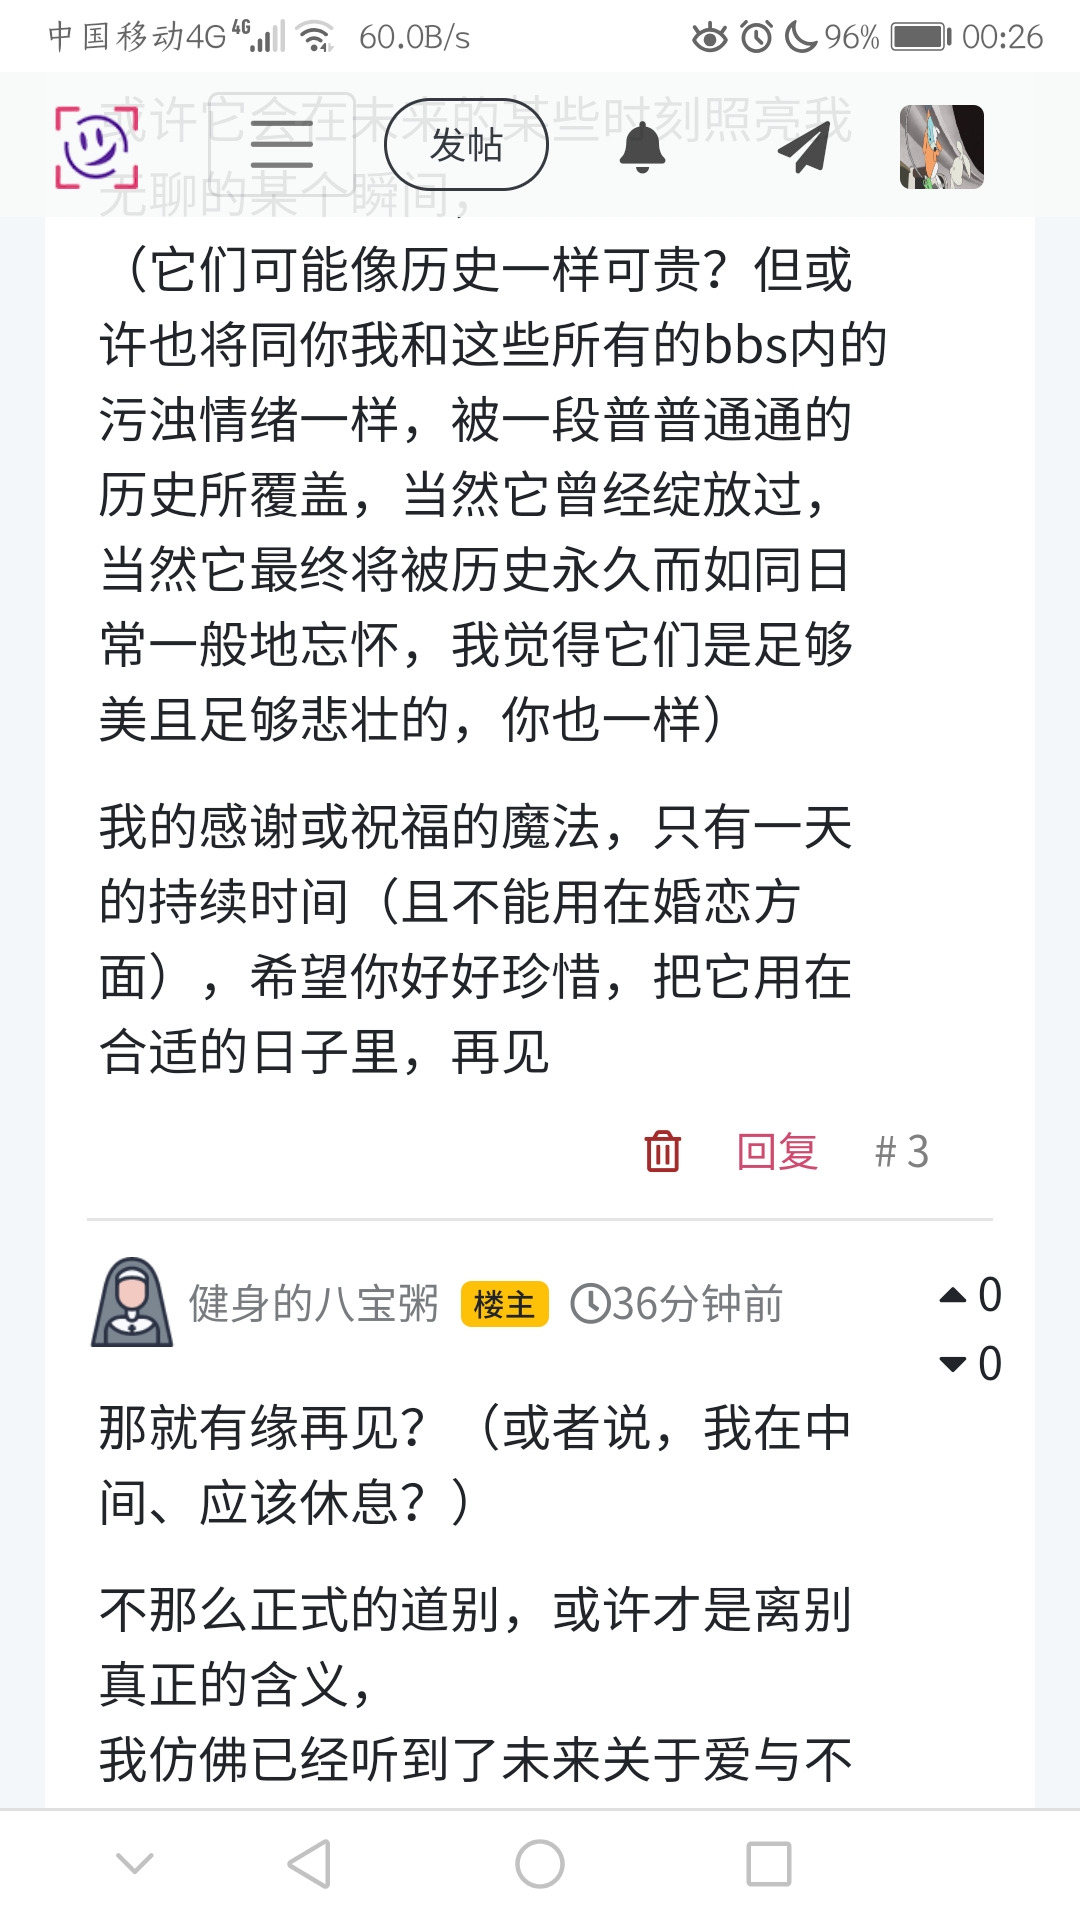 中国移动4G 4G 60.0B/s 96% 00:26
或许它会在未来的某些时刻照亮我
发帖
无聊的某个瞬间，
（它们可能像历史一样可贵？但或
许也将同你我和这些所有的bbs内的
污浊情绪一样，被一段普普通通的
历史所覆盖，当然它曾经绽放过，
当然它最终将被历史永久而如同日
常一般地忘怀，我觉得它们是足够
美且足够悲壮的，你也一样）
我的感谢或祝福的魔法，只有一天
的持续时间（且不能用在婚恋方
面），希望你好好珍惜，把它用在
合适的日子里，再见
回复 # 3
健身的八宝粥 楼主 36分钟前 0
0
那就有缘再见？（或者说，我在中
间、应该休息？）
不那么正式的道别，或许才是离别
真正的含义，
我仿佛已经听到了未来关于爱与不